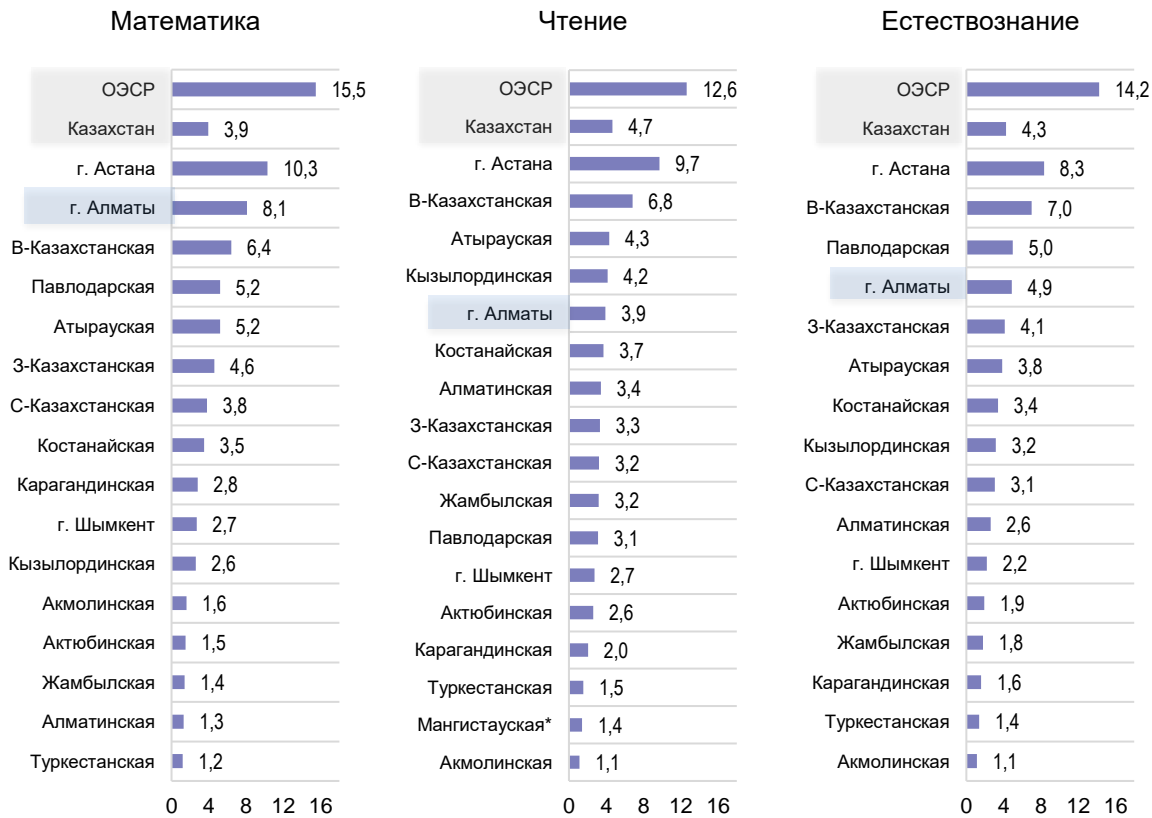 Математика
ОЭСР 15,5
Казахстан 3,9
г. Астана 10,3
г. Алматы 8,1
В-Казахстанская 6,4
Павлодарская 5,2
Атырауская 5,2
З-Казахстанская 4,6
С-Казахстанская 3,8
Костанайская 3,5
Карагандинская 2,8
г. Шымкент 2,7
Кызылординская 2,6
Акмолинская 1,6
Актюбинская 1,5
Жамбылская 1,4
Алматинская 1,3
Туркестанская 1,2
0 4 8 12 16
Чтение
ОЭСР 12,6
Казахстан 4,7
г. Астана 9,7
В-Казахстанская 6,8
Атырауская 4,3
Кызылординская 4,2
г. Алматы 3,9
Костанайская 3,7
Алматинская 3,4
З-Казахстанская 3,3
С-Казахстанская 3,2
Жамбылская 3,2
Павлодарская 3,1
г. Шымкент 2,7
Актюбинская 2,6
Карагандинская 2,0
Туркестанская 1,5
Мангистауская* 1,4
Акмолинская 1,1
0 4 8 12 16
Естествознание
ОЭСР 14,2
Казахстан 4,3
г. Астана 8,3
В-Казахстанская 7,0
Павлодарская 5,0
г. Алматы 4,9
З-Казахстанская 4,1
Атырауская 3,8
Костанайская 3,4
Кызылординская 3,2
С-Казахстанская 3,1
Алматинская 2,6
г. Шымкент 2,2
Актюбинская 1,9
Жамбылская 1,8
Карагандинская 1,6
Туркестанская 1,4
Акмолинская 1,1
0 4 8 12 16